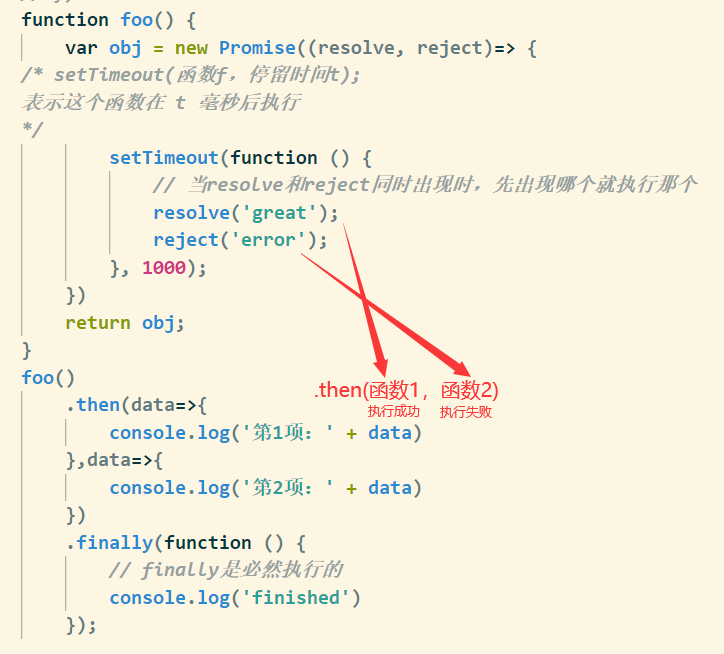 function foo() {
var obj = new Promise((resolve, reject)=> {
/* setTimeout(函数f，停留时间t);
表示这个函数在 t 毫秒后执行
*/
setTimeout(function () {
// 当resolve和reject同时出现时，先出现哪个就执行那个
resolve('great');
reject('error');
}, 1000);
})
return obj;
}
foo()
.then(函数1，函数2)
执行成功 执行失败
.then(data=>{
console.log('第1项：' + data)
},data=>{
console.log('第2项：' + data)
})
.finally(function () {
// finally是必然执行的
console.log('finished')
});